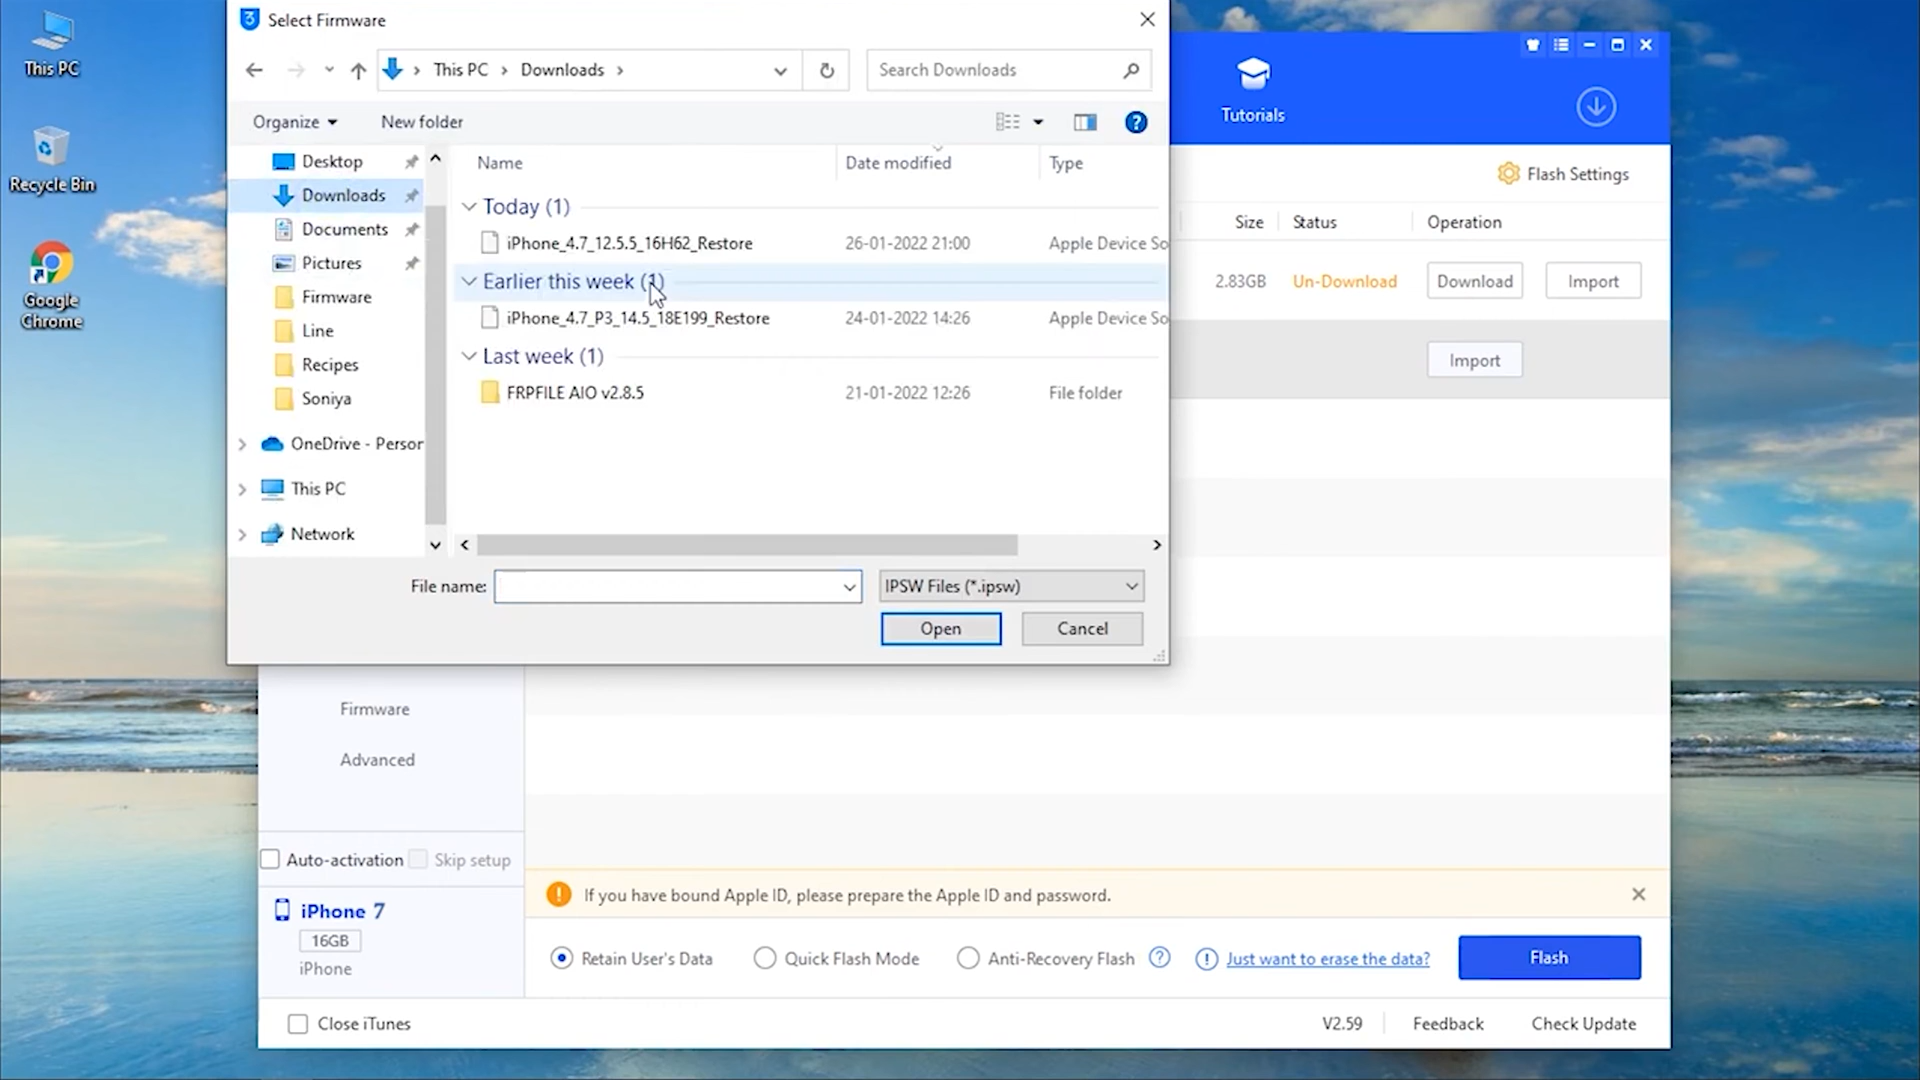 This PC
Recycle Bin
Google
Chrome
Select Firmware
This PC
Downloads
Search Downloads
Organize
New folder
Desktop
Downloads
Documents
Pictures
Firmware
Line
Recipes
Soniya
OneDrive - Person
This PC
Network
Name
Date modified
Type
Today (1)
iPhone_4.7_12.5.5_16H62_Restore
26-01-2022 21:00
Apple Device So
Earlier this week (1)
iPhone_4.7_P3_14.5_18E199_Restore
24-01-2022 14:26
Apple Device So
Last week (1)
FRPFILE AIO v2.8.5
21-01-2022 12:26
File folder
File name:
IPSW Files (*.ipsw)
Open
Cancel
Tutorials
Flash Settings
Size
Status
Operation
2.83GB
Un-Download
Download
Import
Import
Firmware
Advanced
Auto-activation
Skip setup
iPhone 7
16GB
iPhone
If you have bound Apple ID, please prepare the Apple ID and password.
Retain User's Data
Quick Flash Mode
Anti-Recovery Flash
Just want to erase the data?
Flash
Close iTunes
V2.59
Feedback
Check Update